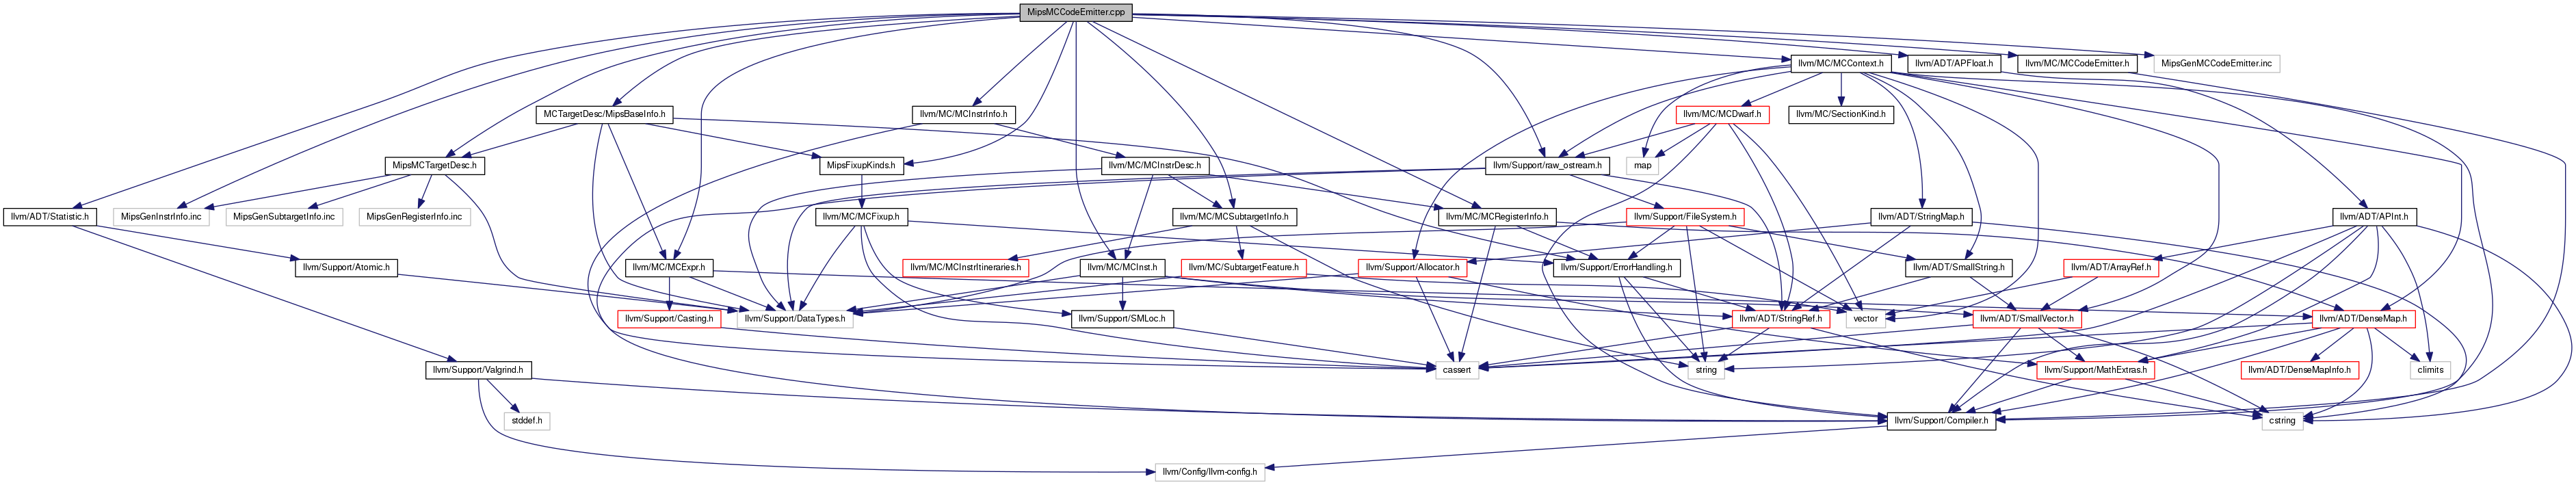 MipsMCCodeEmitter.cpp
llvm/MC/MCContext.h
llvm/ADT/APFloat.h
llvm/MC/MCCodeEmitter.h
MipsGenMCCodeEmitter.inc
MCTargetDesc/MipsBaseInfo.h
llvm/MC/MCInstrInfo.h
llvm/MC/MCDwarf.h
llvm/MC/SectionKind.h
MipsMCTargetDesc.h
MipsFixupKinds.h
llvm/MC/MCInstrDesc.h
llvm/Support/raw_ostream.h
map
llvm/ADT/Statistic.h
MipsGenInstrInfo.inc
MipsGenSubtargetInfo.inc
MipsGenRegisterInfo.inc
llvm/MC/MCFixup.h
llvm/MC/MCSubtargetInfo.h
llvm/MC/MCRegisterInfo.h
llvm/Support/FileSystem.h
llvm/ADT/StringMap.h
llvm/ADT/APInt.h
llvm/Support/Atomic.h
llvm/MC/MCExpr.h
llvm/MC/MCInstrItineraries.h
llvm/MC/MCInst.h
llvm/MC/SubtargetFeature.h
llvm/Support/Allocator.h
llvm/Support/ErrorHandling.h
llvm/ADT/SmallString.h
llvm/ADT/ArrayRef.h
llvm/Support/Casting.h
llvm/Support/DataTypes.h
llvm/Support/SMLoc.h
llvm/ADT/StringRef.h
vector
llvm/ADT/SmallVector.h
llvm/ADT/DenseMap.h
llvm/Support/Valgrind.h
cassert
string
llvm/Support/MathExtras.h
llvm/ADT/DenseMapInfo.h
climits
stddef.h
llvm/Support/Compiler.h
cstring
llvm/Config/llvm-config.h